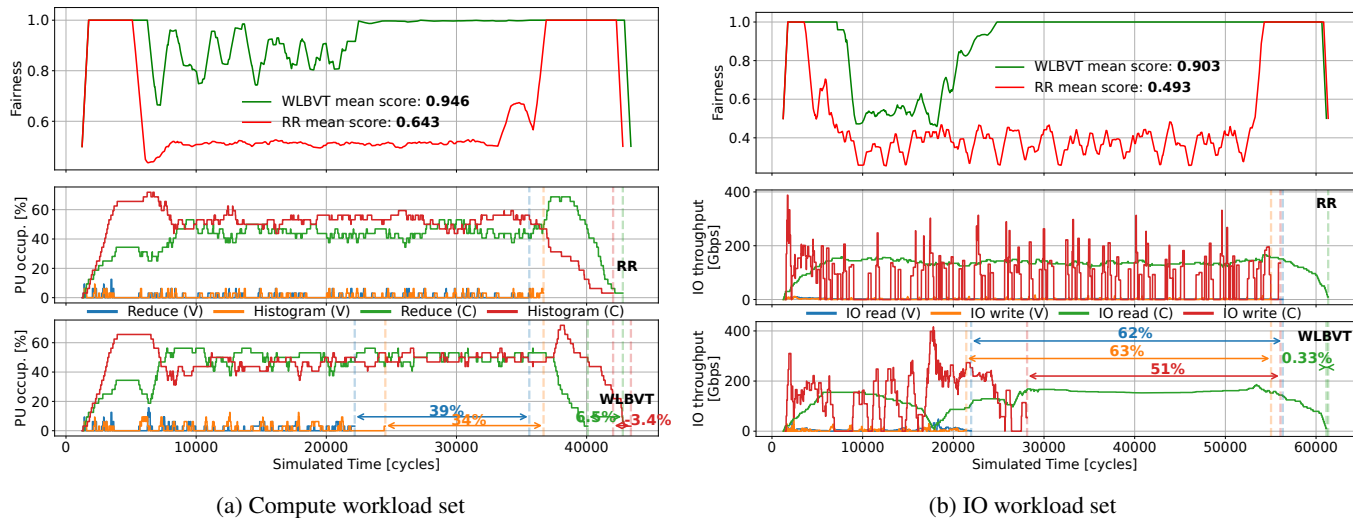 1.0
0.8
0.6
Fairness
WLBVT mean score: 0.946
RR mean score: 0.643
60
40
20
0
PU occup. [%]
RR
Reduce (V) Histogram (V) Reduce (C) Histogram (C)
60
40
20
0
PU occup. [%]
WLBVT
39%
34%
6.5%
-3.4%
0 10000 20000 30000 40000
Simulated Time [cycles]
(a) Compute workload set
1.0
0.8
0.6
0.4
Fairness
WLBVT mean score: 0.903
RR mean score: 0.493
400
200
0
IO throughput
[Gbps]
RR
IO read (V) IO write (V) IO read (C) IO write (C)
400
200
0
IO throughput
[Gbps]
62%
WLBVT
63%
0.33%
51%
0 10000 20000 30000 40000 50000 60000
Simulated Time [cycles]
(b) IO workload set